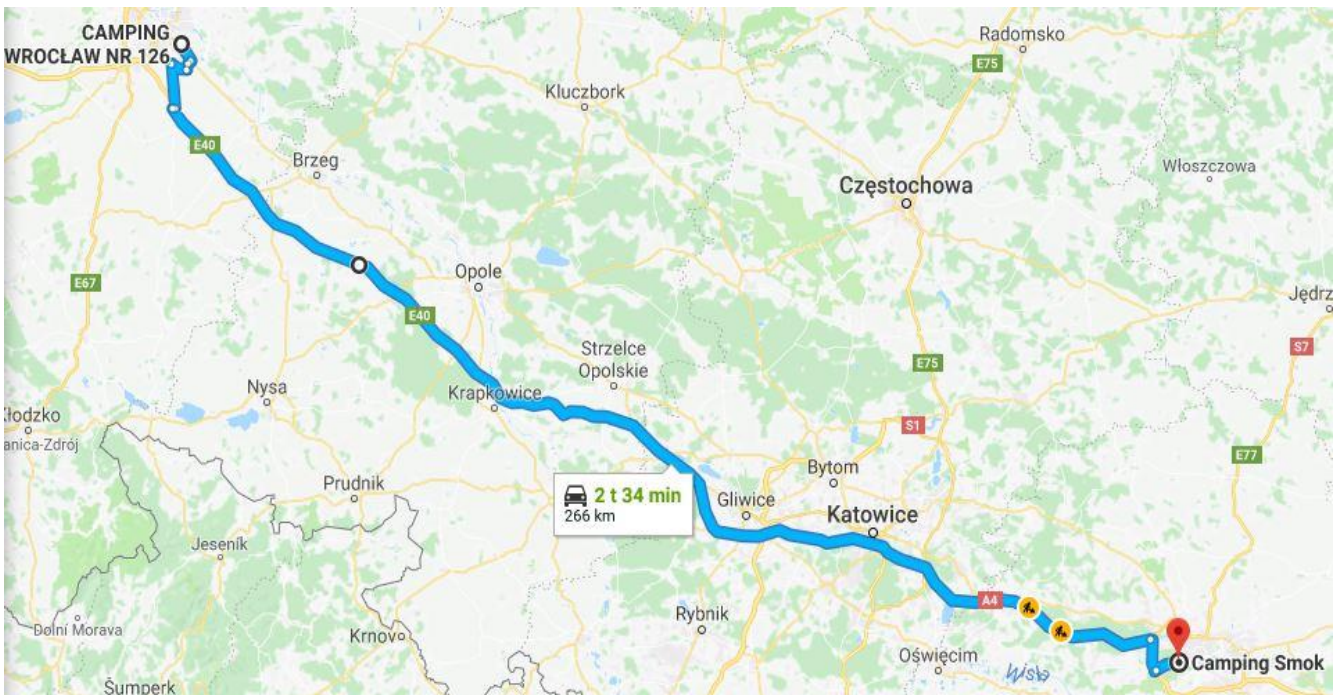 CAMPING
WROCŁAW NR 126
Radomsko
E75
Kluczbork
E40
Brzeg
Włoszczowa
Częstochowa
E67
Opole
Jędrz
E40
S7
Strzelce
Opolskie
E75
Nysa
Krapkowice
Kłodzko
anica-Zdrój
S1
E77
Bytom
Prudnik
2 t 34 min
266 km
Gliwice
Katowice
Jeseník
A4
Rybnik
Dolní Morava
Krnov
Oświęcim
Wisła
Camping Smok
Šumperk